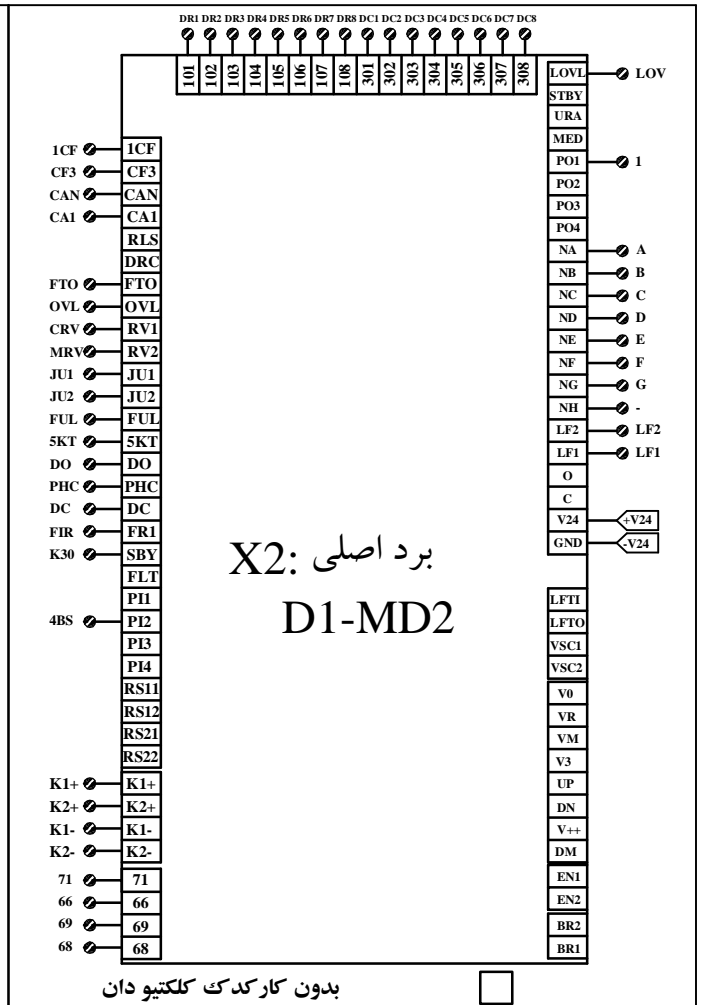 DR1 DR2 DR3 DR4 DR5 DR6 DR7 DR8 DC1 DC2 DC3 DC4 DC5 DC6 DC7 DC8
101 102 103 104 105 106 107 108 301 302 303 304 305 306 307 308
1CF 1CF
CF3 CF3
CAN CAN
CA1 CA1
RLS
DRC
FTO FTO
OVL OVL
CRV RV1
MRV RV2
JU1 JU1
JU2 JU2
FUL FUL
5KT 5KT
DO DO
PHC PHC
DC DC
FIR FR1
K30 SBY
FLT
PI1
4BS PI2
PI3
PI4
RS11
RS12
RS21
RS22
K1+ K1+
K2+ K2+
K1- K1-
K2- K2-
71 71
66 66
69 69
68 68
برد اصلی :X2
D1-MD2
LOVL LOV
STBY
URA
MED
PO1 1
PO2
PO3
PO4
NA A
NB B
NC C
ND D
NE E
NF F
NG G
NH -
LF2 LF2
LF1 LF1
O
C
V24 +V24
GND -V24
LFTI
LFTO
VSC1
VSC2
V0
VR
VM
V3
UP
DN
V++
DM
EN1
EN2
BR2
BR1
بدون کارکدک کلکتیو دان